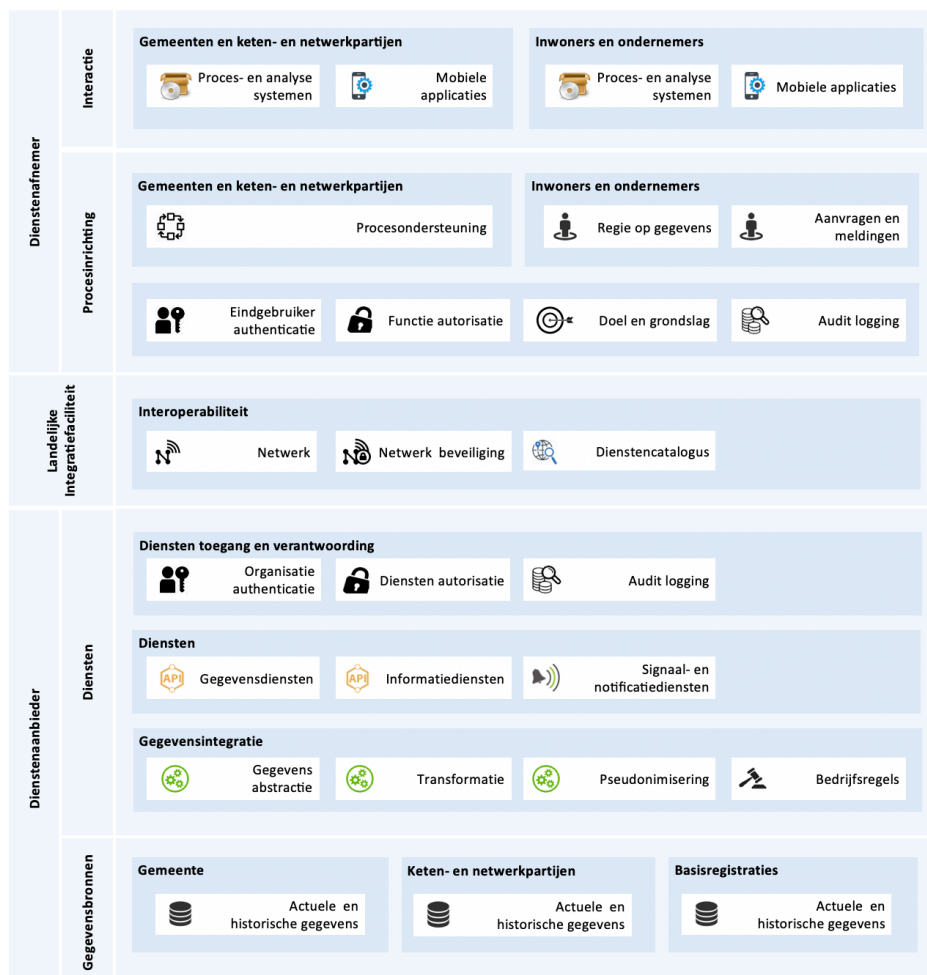 Dienstenafnemer
Interactie
Gemeenten en keten- en netwerkpartijen
Proces- en analyse
systemen
Mobiele
applicaties
Inwoners en ondernemers
Proces- en analyse
systemen
Mobiele applicaties
Procesinrichting
Gemeenten en keten- en netwerkpartijen
Procesondersteuning
Inwoners en ondernemers
Regie op gegevens
Aanvragen en
meldingen
Eindgebruiker
authenticatie
Functie autorisatie
Doel en grondslag
Audit logging
Landelijke
Integratiefaciliteit
Interoperabiliteit
Netwerk
Netwerk beveiliging
Dienstencatalogus
Dienstenaanbieder
Diensten
Diensten toegang en verantwoording
Organisatie
authenticatie
Diensten autorisatie
Audit logging
Diensten
API
Gegevensdiensten
API
Informatiediensten
Signaal- en
notificatiediensten
Gegevensintegratie
Gegevens
abstractie
Transformatie
Pseudonimisering
Bedrijfsregels
Gegevensbronnen
Gemeente
Actuele en
historische gegevens
Keten- en netwerkpartijen
Actuele en
historische gegevens
Basisregistraties
Actuele en
historische gegevens